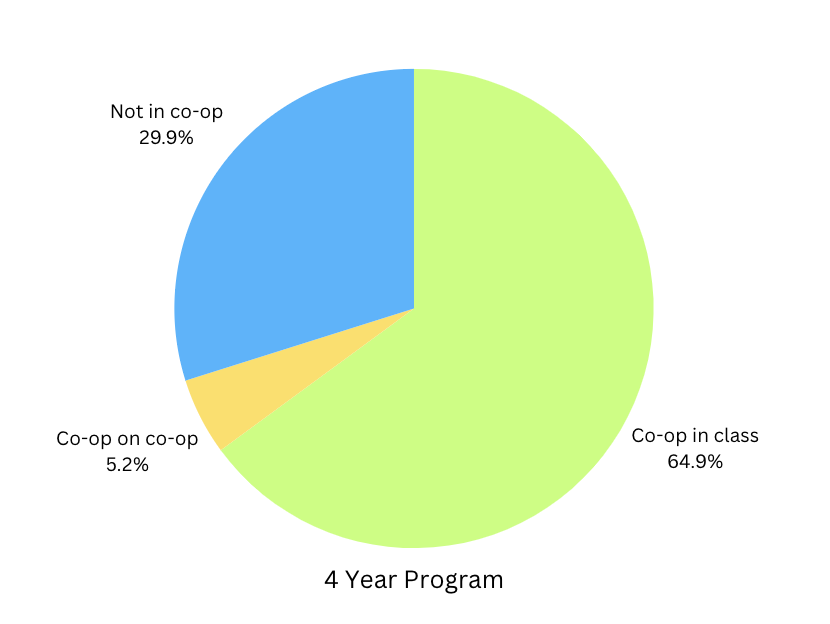 Not in co-op
29.9%
Co-op on co-op
5.2%
Co-op in class
64.9%
4 Year Program